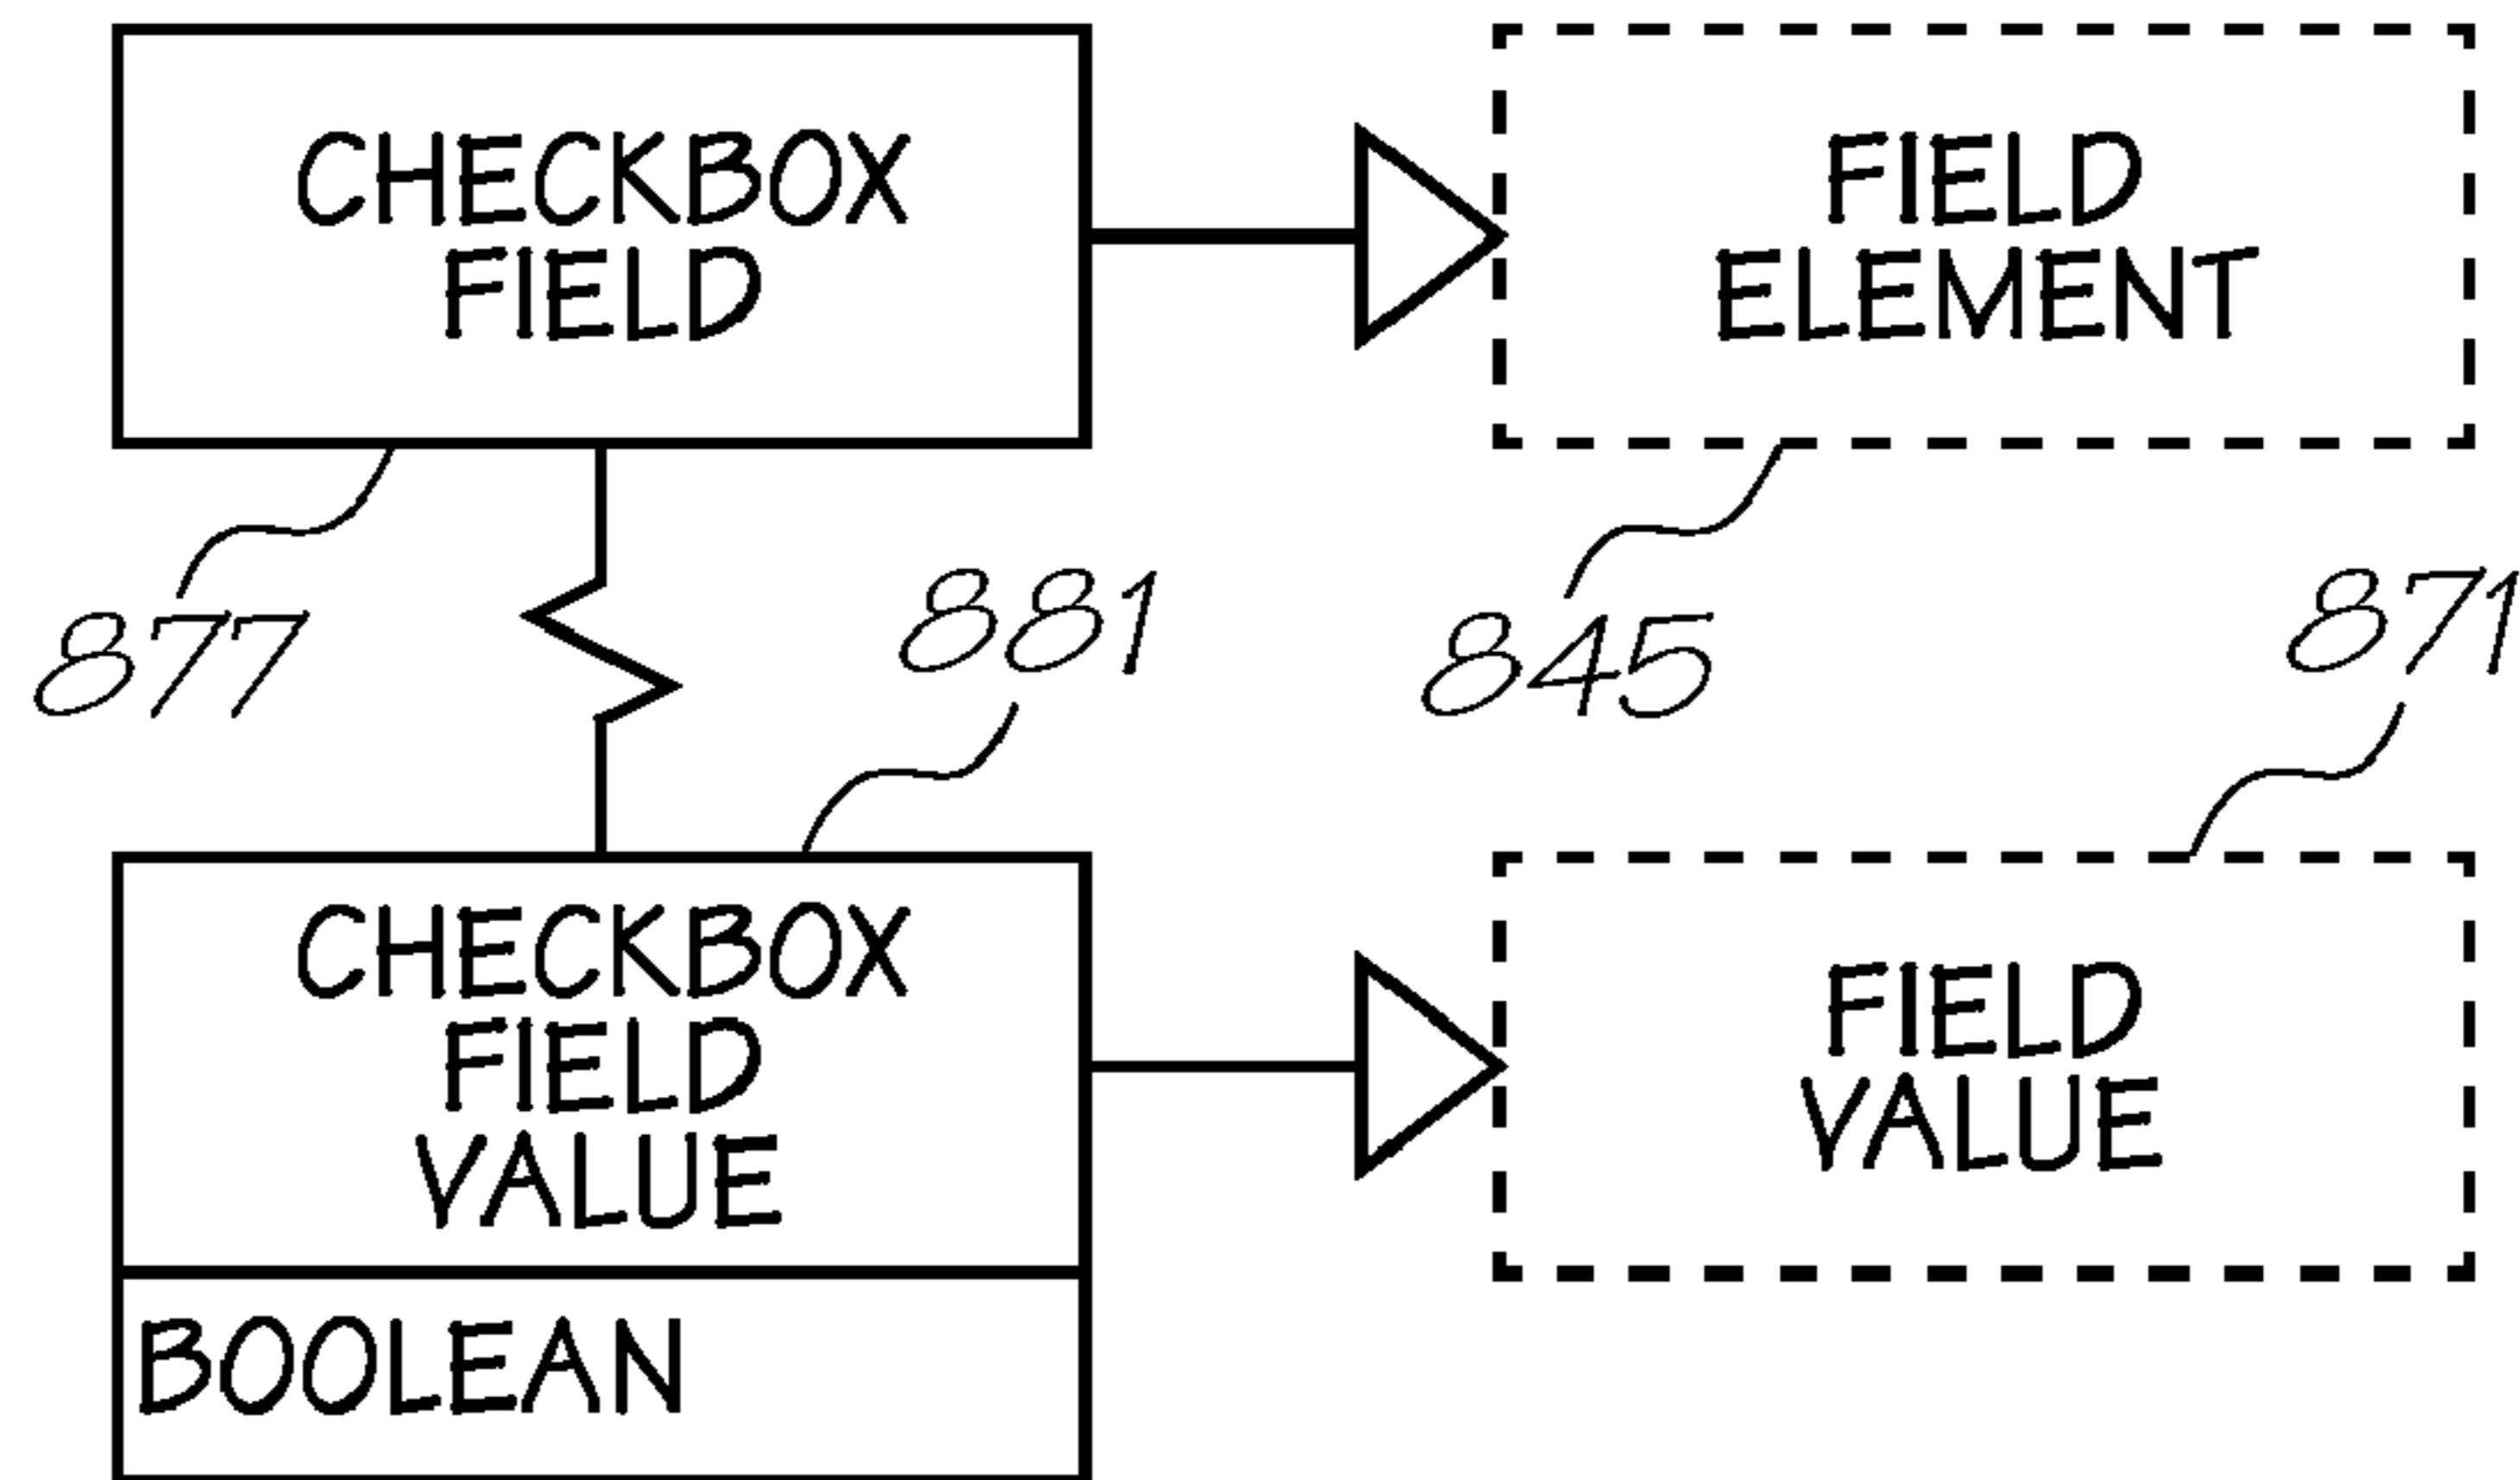 CHECKBOX
FIELD
FIELD
ELEMENT
877
881
845
871
CHECKBOX
FIELD
VALUE
FIELD
VALUE
BOOLEAN